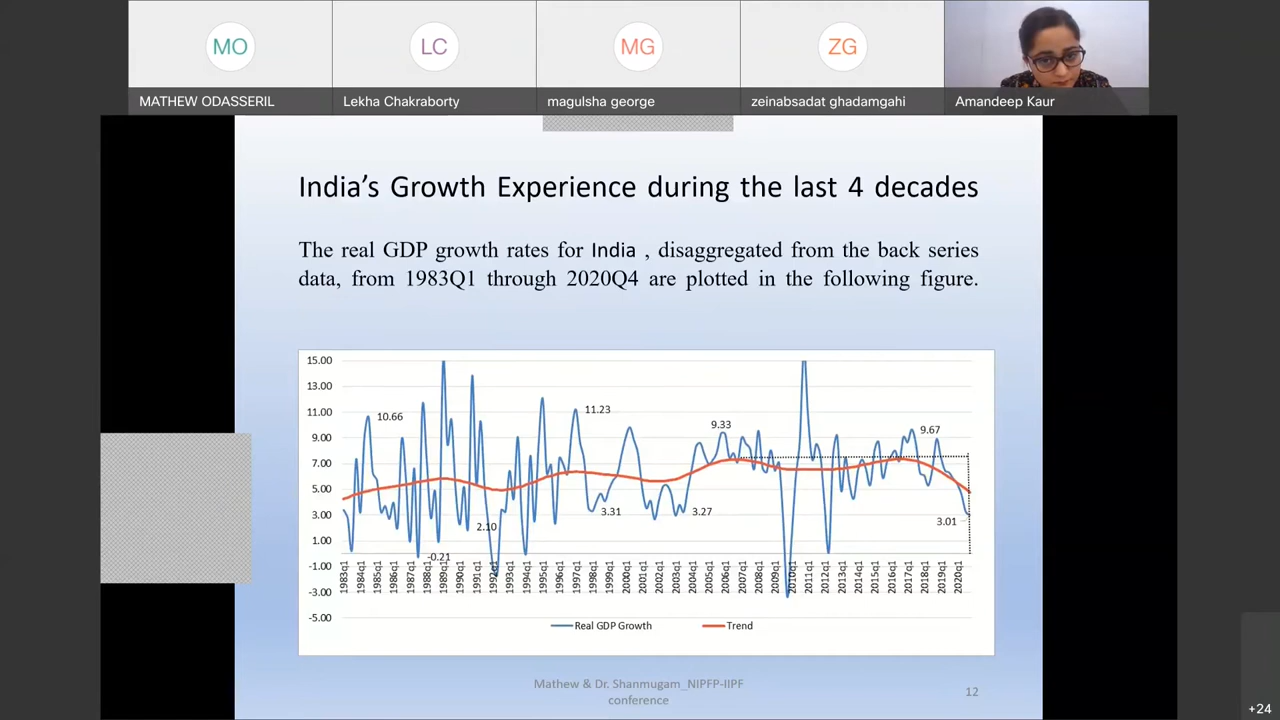 MO
LC
MG
ZG
MATHEW ODASSERIL
Lekha Chakraborty
magulsha george
zeinabsadat ghadamgahi
Amandeep Kaur
India's Growth Experience during the last 4 decades
The real GDP growth rates for India , disaggregated from the back series
data, from 1983Q1 through 2020Q4 are plotted in the following figure.
15.00
13.00
11.00
9.00
7.00
5.00
3.00
1.00
-1.00
-3.00
-5.00
10.66
-0.21
2.10
11.23
3.31
3.27
9.33
9.67
3.01
1983q1
1984q1
1985q1
1986q1
1987q1
1988q1
1989q1
1990q1
1991q1
1992q1
1993q1
1994q1
1995q1
1996q1
1997q1
1998q1
1999q1
2000q1
2001q1
2002q1
2003q1
2004q1
2005q1
2006q1
2007q1
2008q1
2009q1
2010q1
2011q1
2012q1
2013q1
2014q1
2015q1
2016q1
2017q1
2018q1
2019q1
2020q1
Real GDP Growth
Trend
Mathew & Dr. Shanmugam_NIPFP-IIPF
conference
12
+24